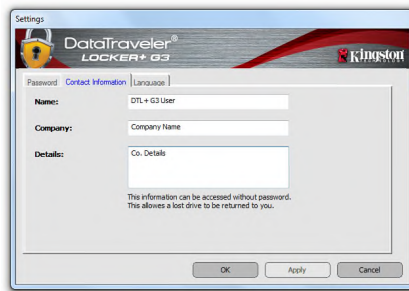 Settings
DataTraveler®
LOCKER+ G3
Kingston
TECHNOLOGY
Password Contact Information Language
Name: DTL+ G3 User
Company: Company Name
Details: Co. Details
This information can be accessed without password.
This allowes a lost drive to be returned to you.
OK Apply Cancel